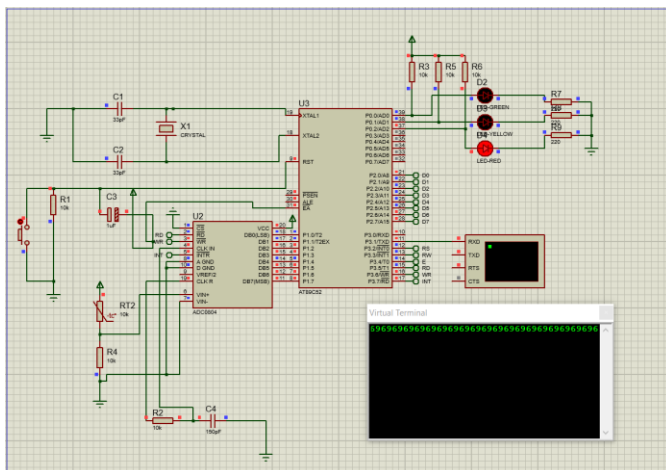 C1
33pF
X1
CRYSTAL
C2
33pF
R1
10k
C3
1uF
RT2
10k
R4
10k
R2
10k
C4
150pF
U2
CS
RD
WR
CLK IN
INTR
A GND
D GND
VREF/2
CLK R
VIN+
VIN-
VCC
DB0(LSB)
DB1
DB2
DB3
DB4
DB5
DB6
DB7(MSB)
ADC0804
RD
WR
INT
U3
XTAL1
XTAL2
RST
PSEN
ALE
EA
P1.0/T2
P1.1/T2EX
P1.2
P1.3
P1.4
P1.5
P1.6
P1.7
P0.0/AD0
P0.1/AD1
P0.2/AD2
P0.3/AD3
P0.4/AD4
P0.5/AD5
P0.6/AD6
P0.7/AD7
P2.0/A8
P2.1/A9
P2.2/A10
P2.3/A11
P2.4/A12
P2.5/A13
P2.6/A14
P2.7/A15
P3.0/RXD
P3.1/TXD
P3.2/INT0
P3.3/INT1
P3.4/T0
P3.5/T1
P3.6/WR
P3.7/RD
AT89C52
D0
D1
D2
D3
D4
D5
D6
D7
RS
RW
E
RD
WR
INT
R3
10k
R5
10k
R6
10k
D2
D3
D4
LED-RED
R7
R9
220
RXD
TXD
RTS
CTS
Virtual Terminal